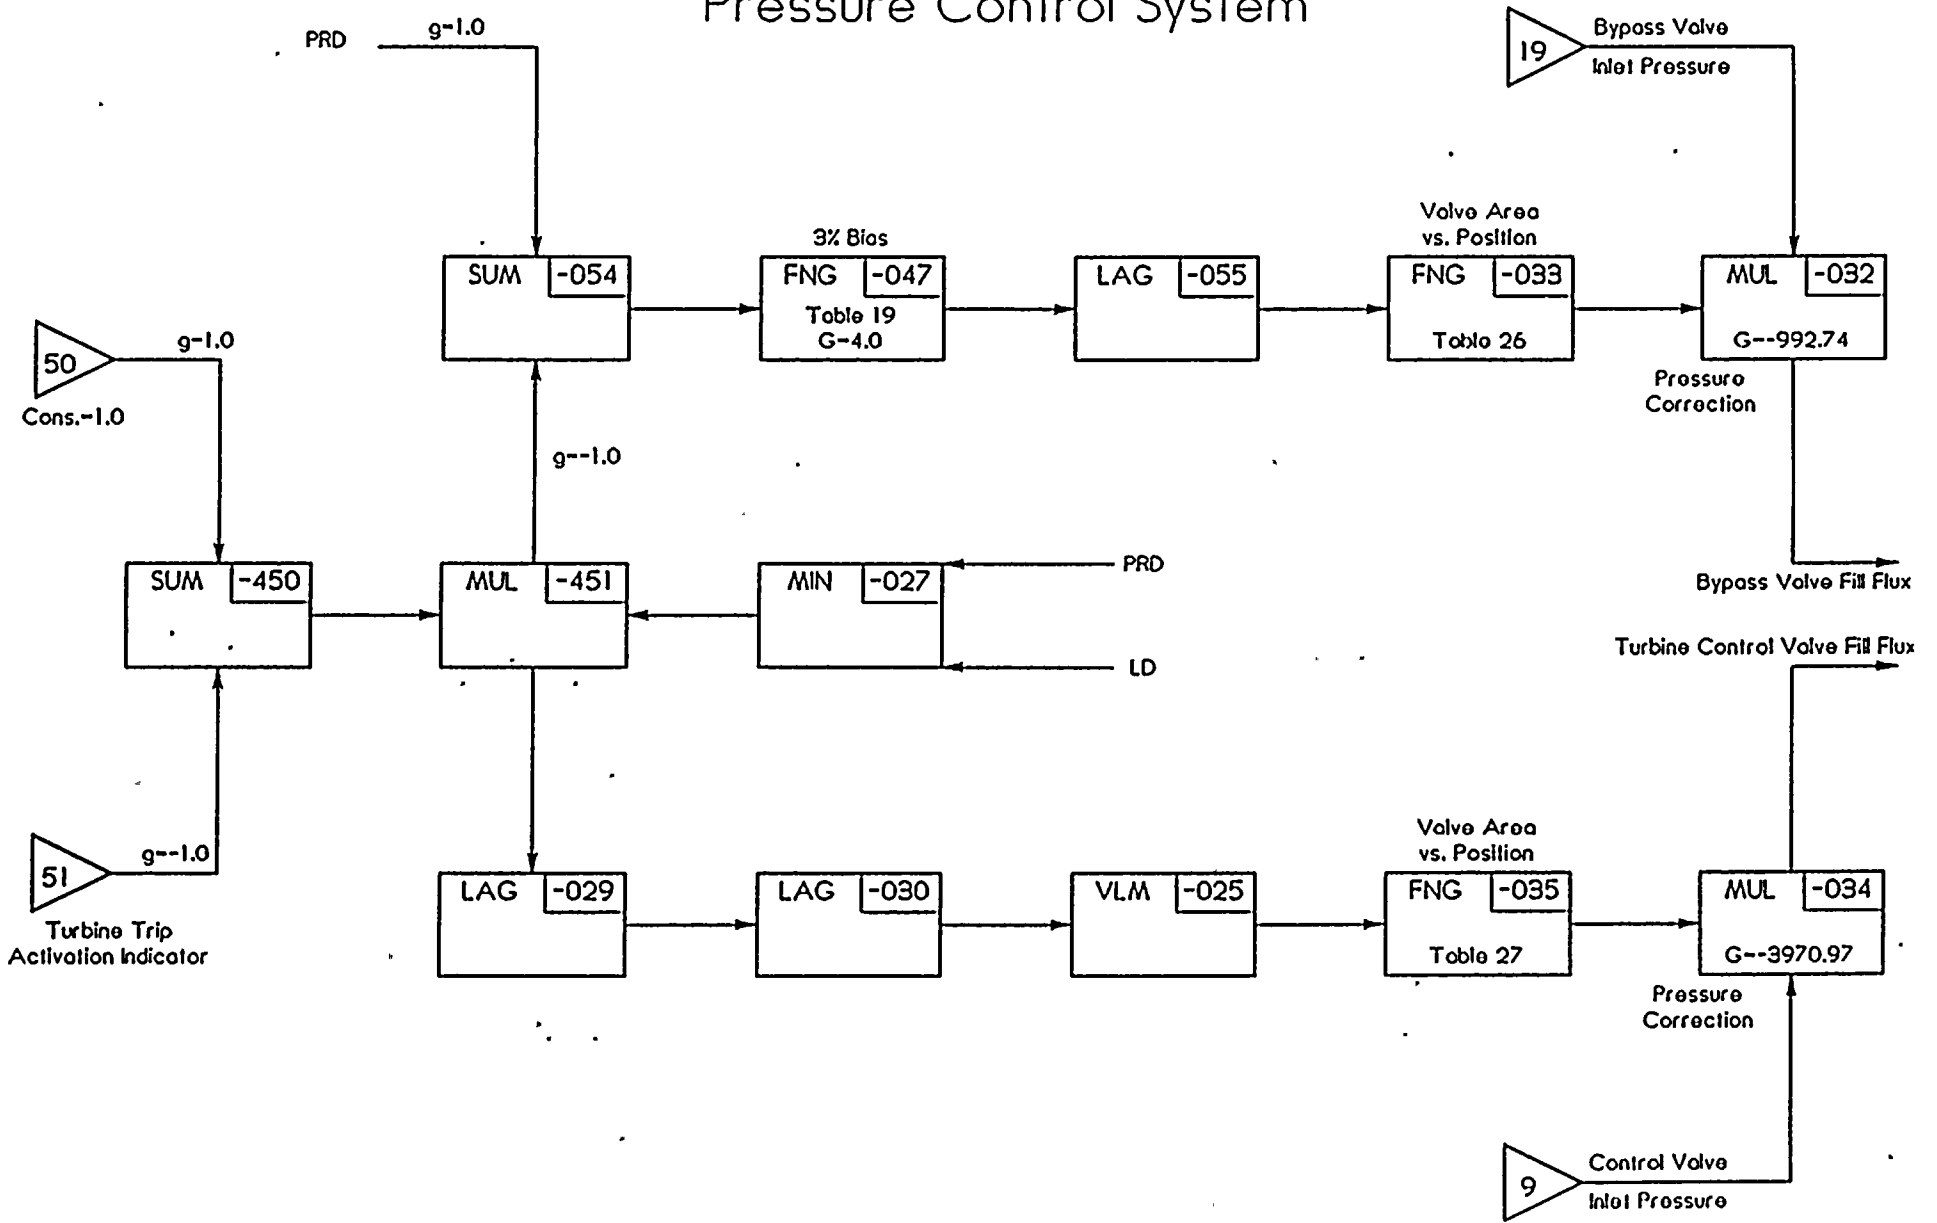 Pressure Control System
PRD
g=1.0
19
Bypass Valve
Inlet Pressure
SUM -054
3% Bias
FNG -047
Table 19
G=4.0
LAG -055
Valve Area
vs. Position
FNG -033
Table 26
MUL -032
G=-992.74
Pressure
Correction
50
g=1.0
Cons.=1.0
g=-1.0
SUM -450
MUL -451
MIN -027
PRD
LD
Bypass Valve Fill Flux
Turbine Control Valve Fill Flux
51
g=-1.0
Turbine Trip
Activation Indicator
LAG -029
LAG -030
VLM -025
Valve Area
vs. Position
FNG -035
Table 27
MUL -034
G=-3970.97
Pressure
Correction
9
Control Valve
Inlet Pressure